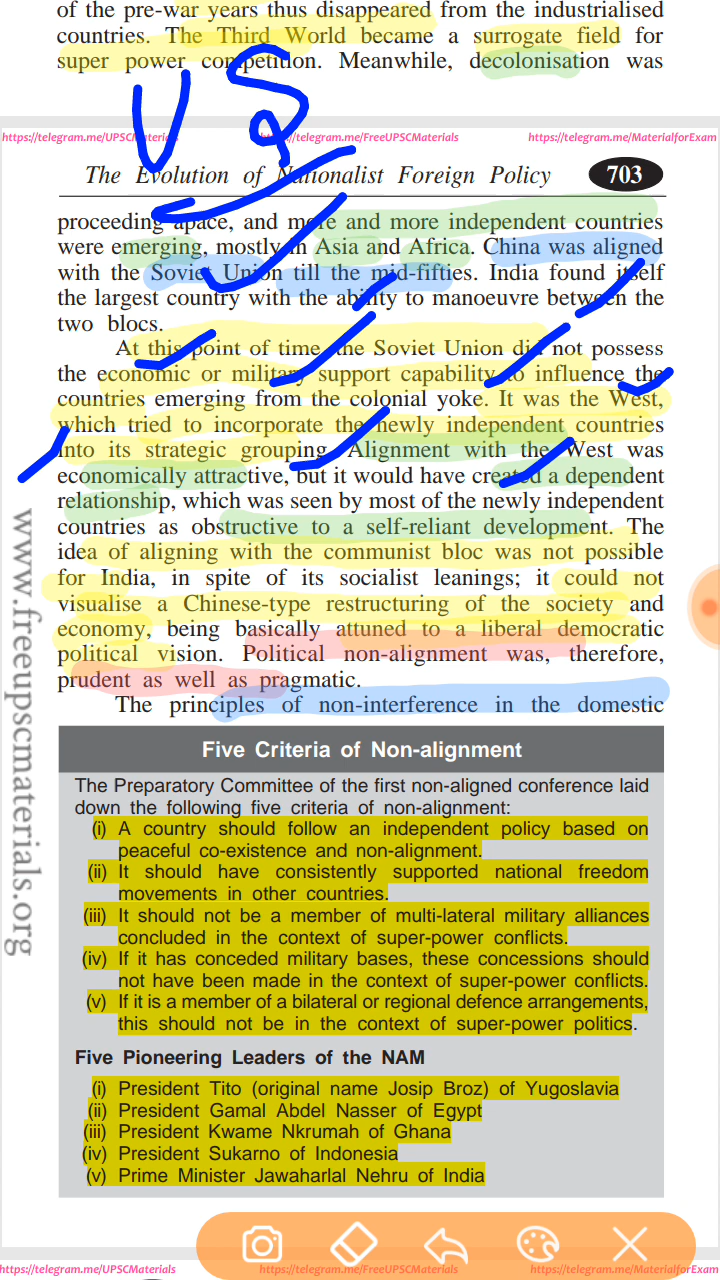 of the pre-war years thus disappeared from the industrialised
countries. The Third World became a surrogate field for
super power competition. Meanwhile, decolonisation was
US
https://telegram.me/UPSCMaterials https://telegram.me/FreeUPSCMaterials https://telegram.me/MaterialforExam
The Evolution of Nationalist Foreign Policy 703
proceeding apace, and more and more independent countries
were emerging, mostly in Asia and Africa. China was aligned
with the Soviet Union till the mid-fifties. India found itself
the largest country with the ability to manoeuvre between the
two blocs.
At this point of time, the Soviet Union did not possess
the economic or military support capability to influence the
countries emerging from the colonial yoke. It was the West,
which tried to incorporate the newly independent countries
into its strategic grouping. Alignment with the West was
economically attractive, but it would have created a dependent
relationship, which was seen by most of the newly independent
countries as obstructive to a self-reliant development. The
idea of aligning with the communist bloc was not possible
for India, in spite of its socialist leanings; it could not
visualise a Chinese-type restructuring of the society and
economy, being basically attuned to a liberal democratic
political vision. Political non-alignment was, therefore,
prudent as well as pragmatic.
The principles of non-interference in the domestic
www.freeupscmaterials.org
Five Criteria of Non-alignment
The Preparatory Committee of the first non-aligned conference laid
down the following five criteria of non-alignment:
(i) A country should follow an independent policy based on
peaceful co-existence and non-alignment.
(ii) It should have consistently supported national freedom
movements in other countries.
(iii) It should not be a member of multi-lateral military alliances
concluded in the context of super-power conflicts.
(iv) If it has conceded military bases, these concessions should
not have been made in the context of super-power conflicts.
(v) If it is a member of a bilateral or regional defence arrangements,
this should not be in the context of super-power politics.
Five Pioneering Leaders of the NAM
(i) President Tito (original name Josip Broz) of Yugoslavia
(ii) President Gamal Abdel Nasser of Egypt
(iii) President Kwame Nkrumah of Ghana
(iv) President Sukarno of Indonesia
(v) Prime Minister Jawaharlal Nehru of India
https://telegram.me/UPSCMaterials https://telegram.me/FreeUPSCMaterials https://telegram.me/MaterialforExam